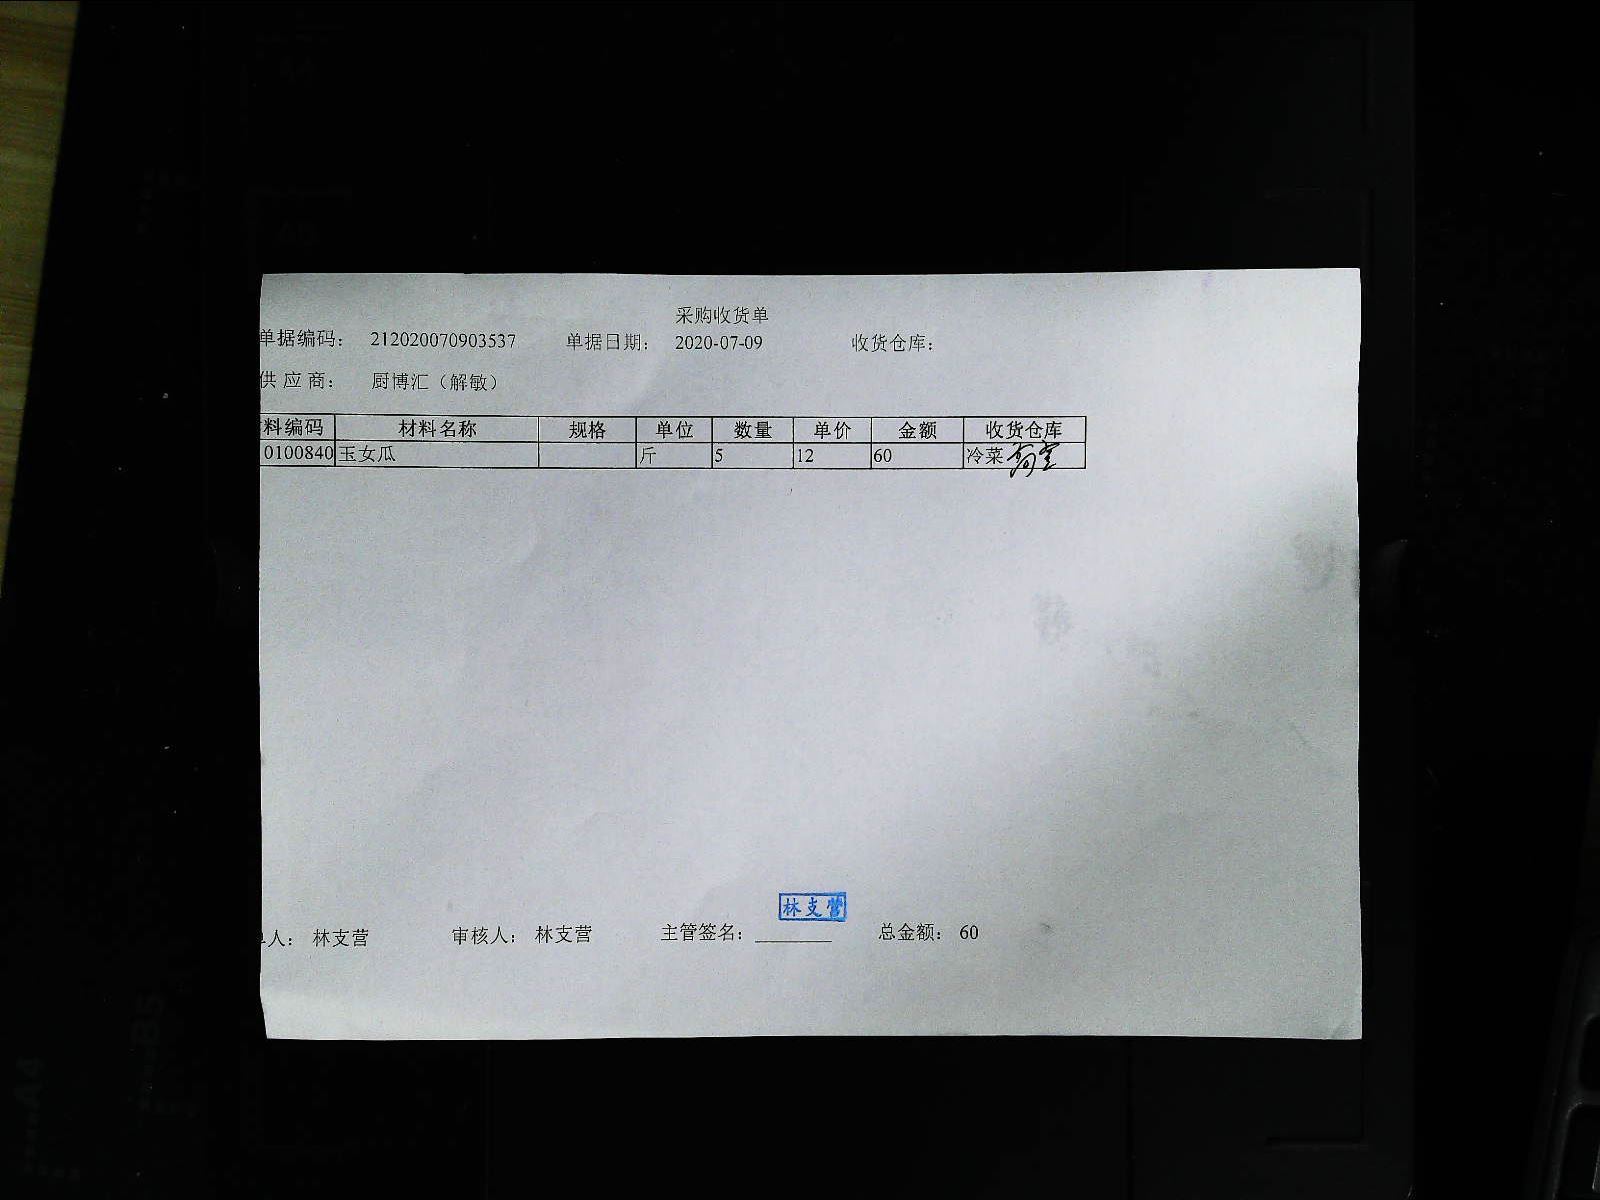 采购收货单
单据编码： 212020070903537 单据日期： 2020-07-09 收货仓库：
供 应 商： 厨博汇（解敏）
料编码 材料名称 规格 单位 数量 单价 金额 收货仓库
0100840 玉女瓜 斤 5 12 60 冷菜
林支营
人： 林支营 审核人： 林支营 主管签名： 总金额： 60